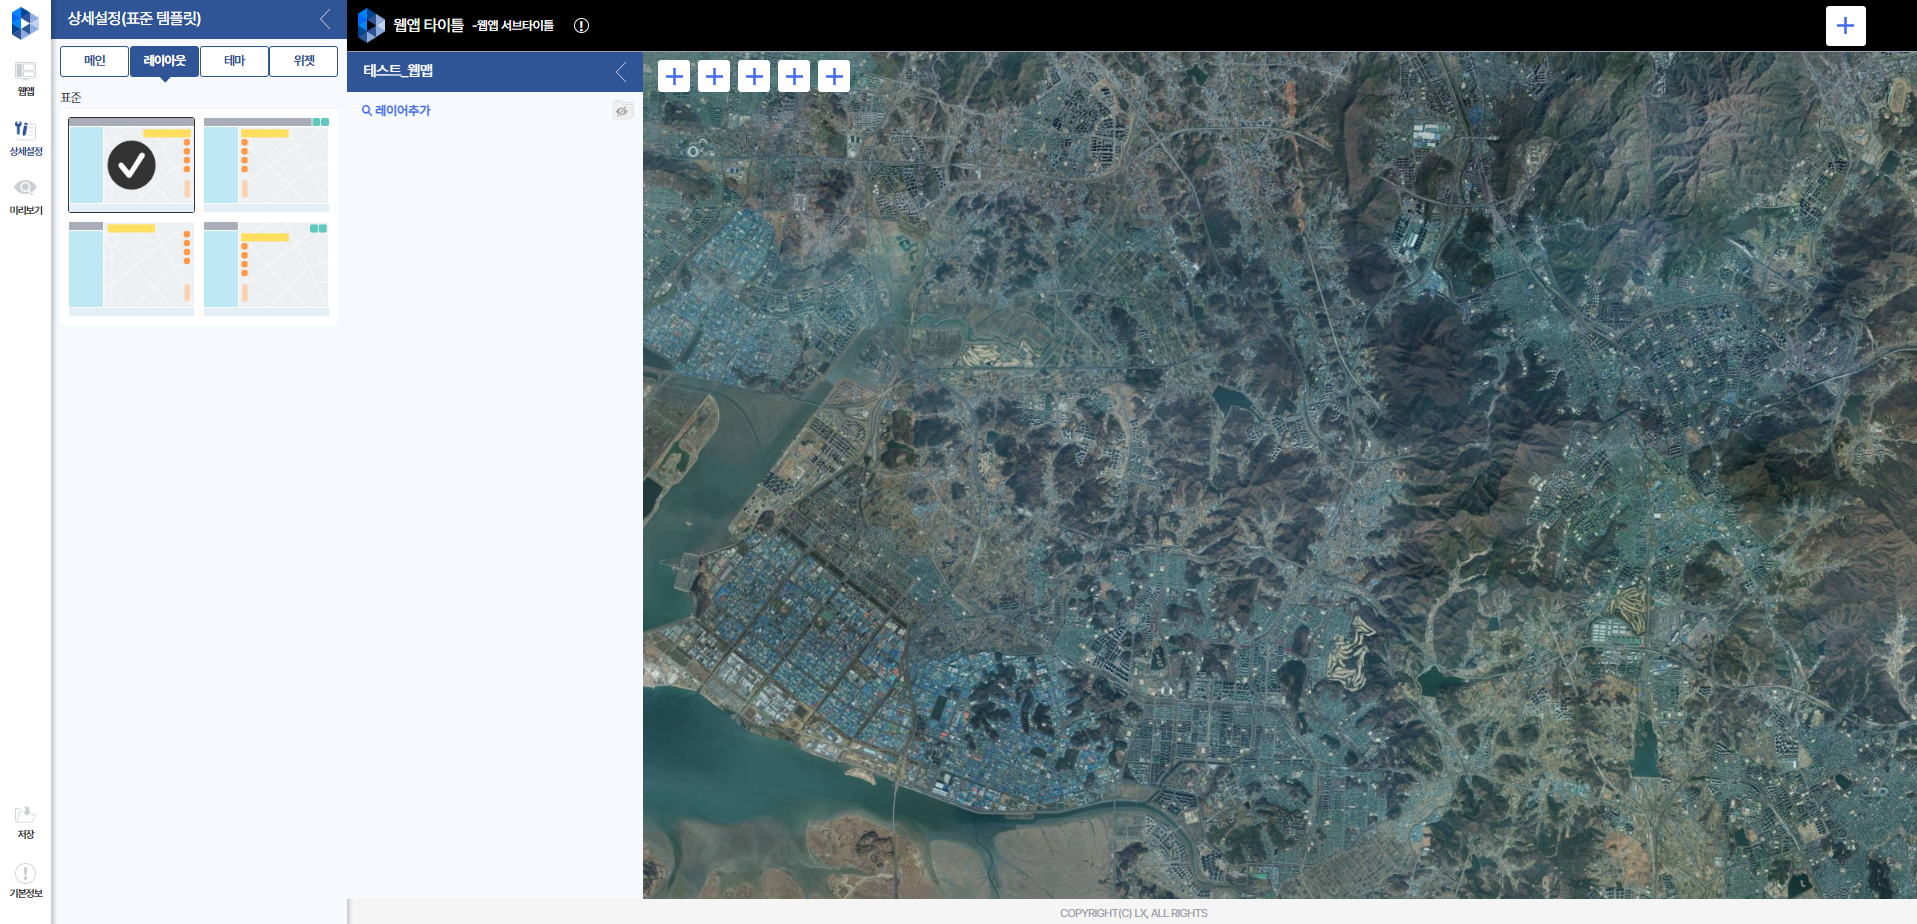 상세설정(표준 템플릿)
메인
레이아웃
테마
위젯
표준
웹앱
상세설정
미리보기
저장
기본정보
웹앱 타이틀 -웹앱 서브타이틀
테스트_웹맵
레이어추가
COPYRIGHT(C) LX, ALL RIGHTS